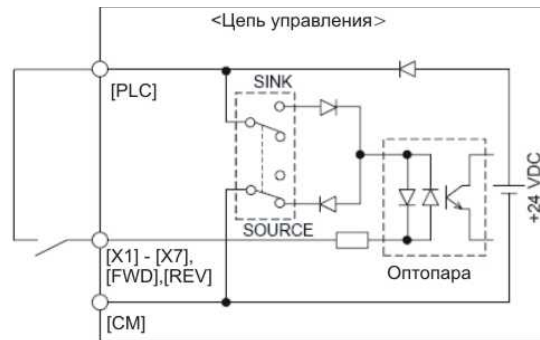 <Цепь управления>
[PLC]
SINK
SOURCE
[X1] - [X7],
[FWD],[REV]
Оптопара
+24 VDC
[CM]